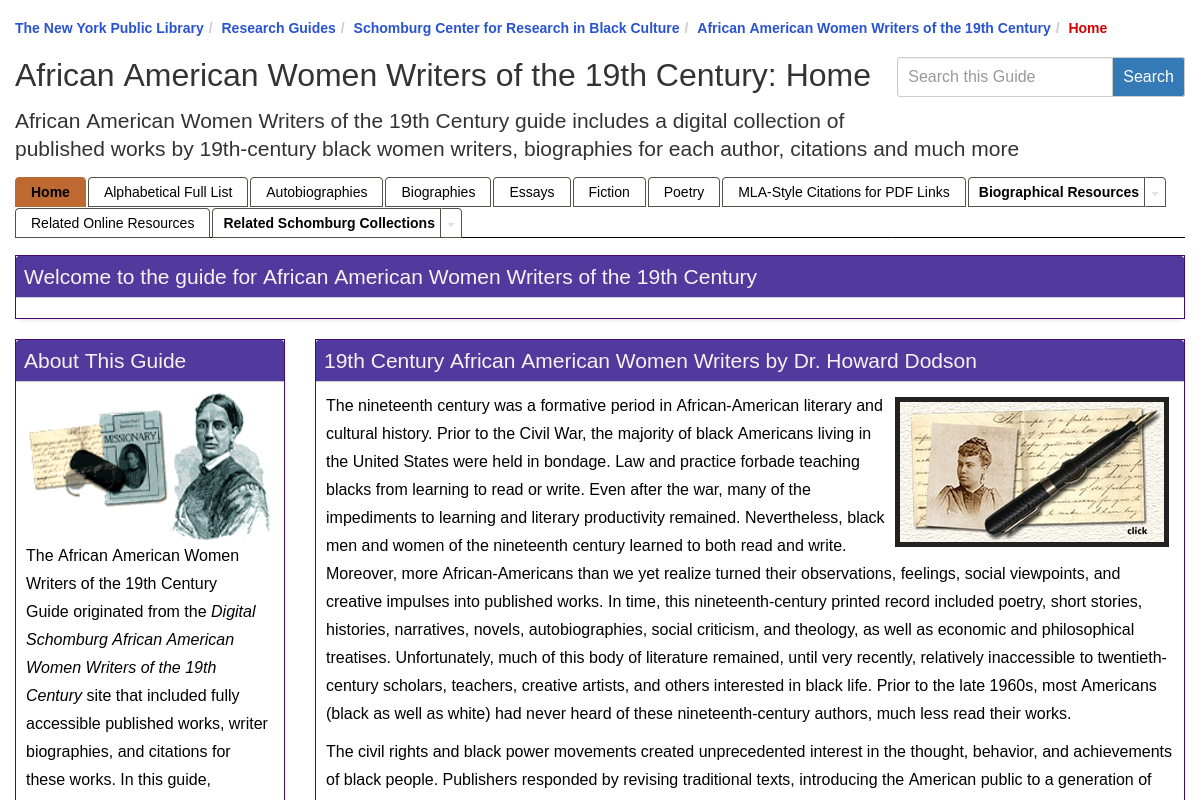 The New York Public Library / Research Guides / Schomburg Center for Research in Black Culture / African American Women Writers of the 19th Century / Home
African American Women Writers of the 19th Century: Home
Search this Guide Search
African American Women Writers of the 19th Century guide includes a digital collection of
published works by 19th-century black women writers, biographies for each author, citations and much more
Home Alphabetical Full List Autobiographies Biographies Essays Fiction Poetry MLA-Style Citations for PDF Links Biographical Resources
Related Online Resources Related Schomburg Collections
Welcome to the guide for African American Women Writers of the 19th Century
About This Guide
MISSIONARY
The African American Women
Writers of the 19th Century
Guide originated from the Digital
Schomburg African American
Women Writers of the 19th
Century site that included fully
accessible published works, writer
biographies, and citations for
these works. In this guide,
19th Century African American Women Writers by Dr. Howard Dodson
The nineteenth century was a formative period in African-American literary and
cultural history. Prior to the Civil War, the majority of black Americans living in
the United States were held in bondage. Law and practice forbade teaching
blacks from learning to read or write. Even after the war, many of the
impediments to learning and literary productivity remained. Nevertheless, black
men and women of the nineteenth century learned to both read and write.
click
Moreover, more African-Americans than we yet realize turned their observations, feelings, social viewpoints, and
creative impulses into published works. In time, this nineteenth-century printed record included poetry, short stories,
histories, narratives, novels, autobiographies, social criticism, and theology, as well as economic and philosophical
treatises. Unfortunately, much of this body of literature remained, until very recently, relatively inaccessible to twentieth-
century scholars, teachers, creative artists, and others interested in black life. Prior to the late 1960s, most Americans
(black as well as white) had never heard of these nineteenth-century authors, much less read their works.
The civil rights and black power movements created unprecedented interest in the thought, behavior, and achievements
of black people. Publishers responded by revising traditional texts, introducing the American public to a generation of